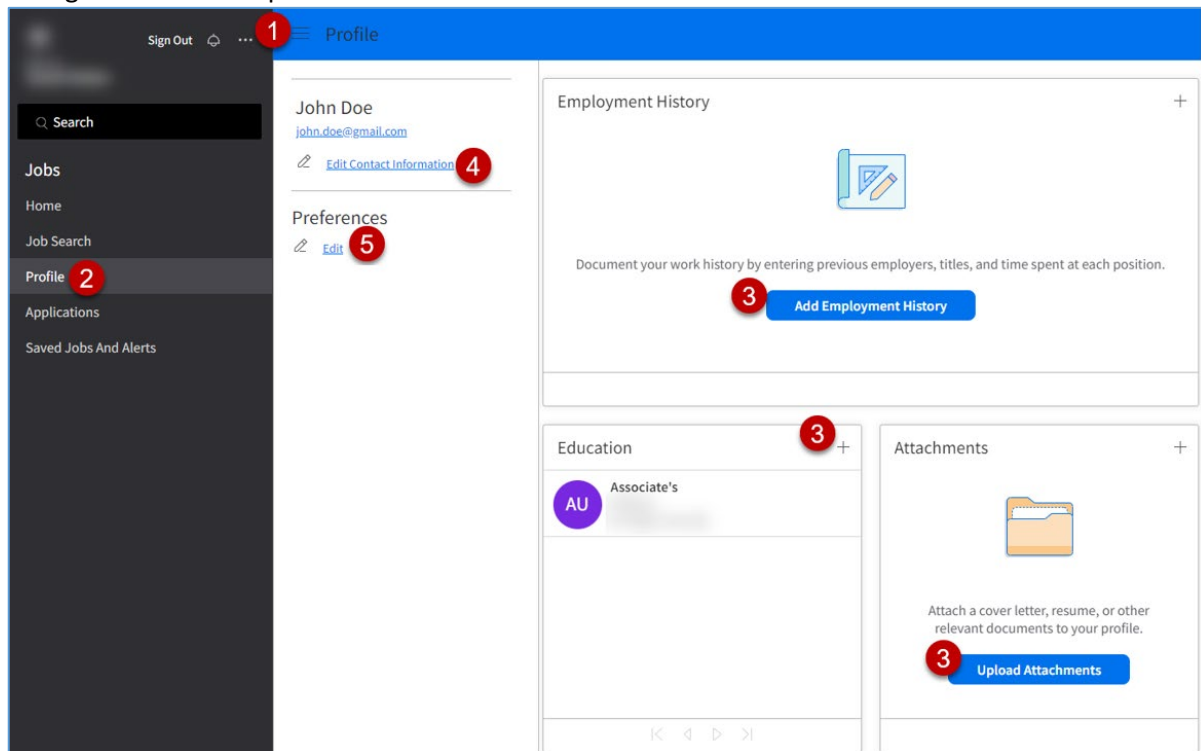 Sign Out ...
1
Profile
Search
Jobs
Home
Job Search
Profile 2
Applications
Saved Jobs And Alerts
John Doe
john.doe@gmail.com
Edit Contact Information 4
Preferences
Edit 5
Employment History +
Document your work history by entering previous employers, titles, and time spent at each position.
3 Add Employment History
Education 3 +
AU Associate's
Attachments +
Attach a cover letter, resume, or other
relevant documents to your profile.
3 Upload Attachments